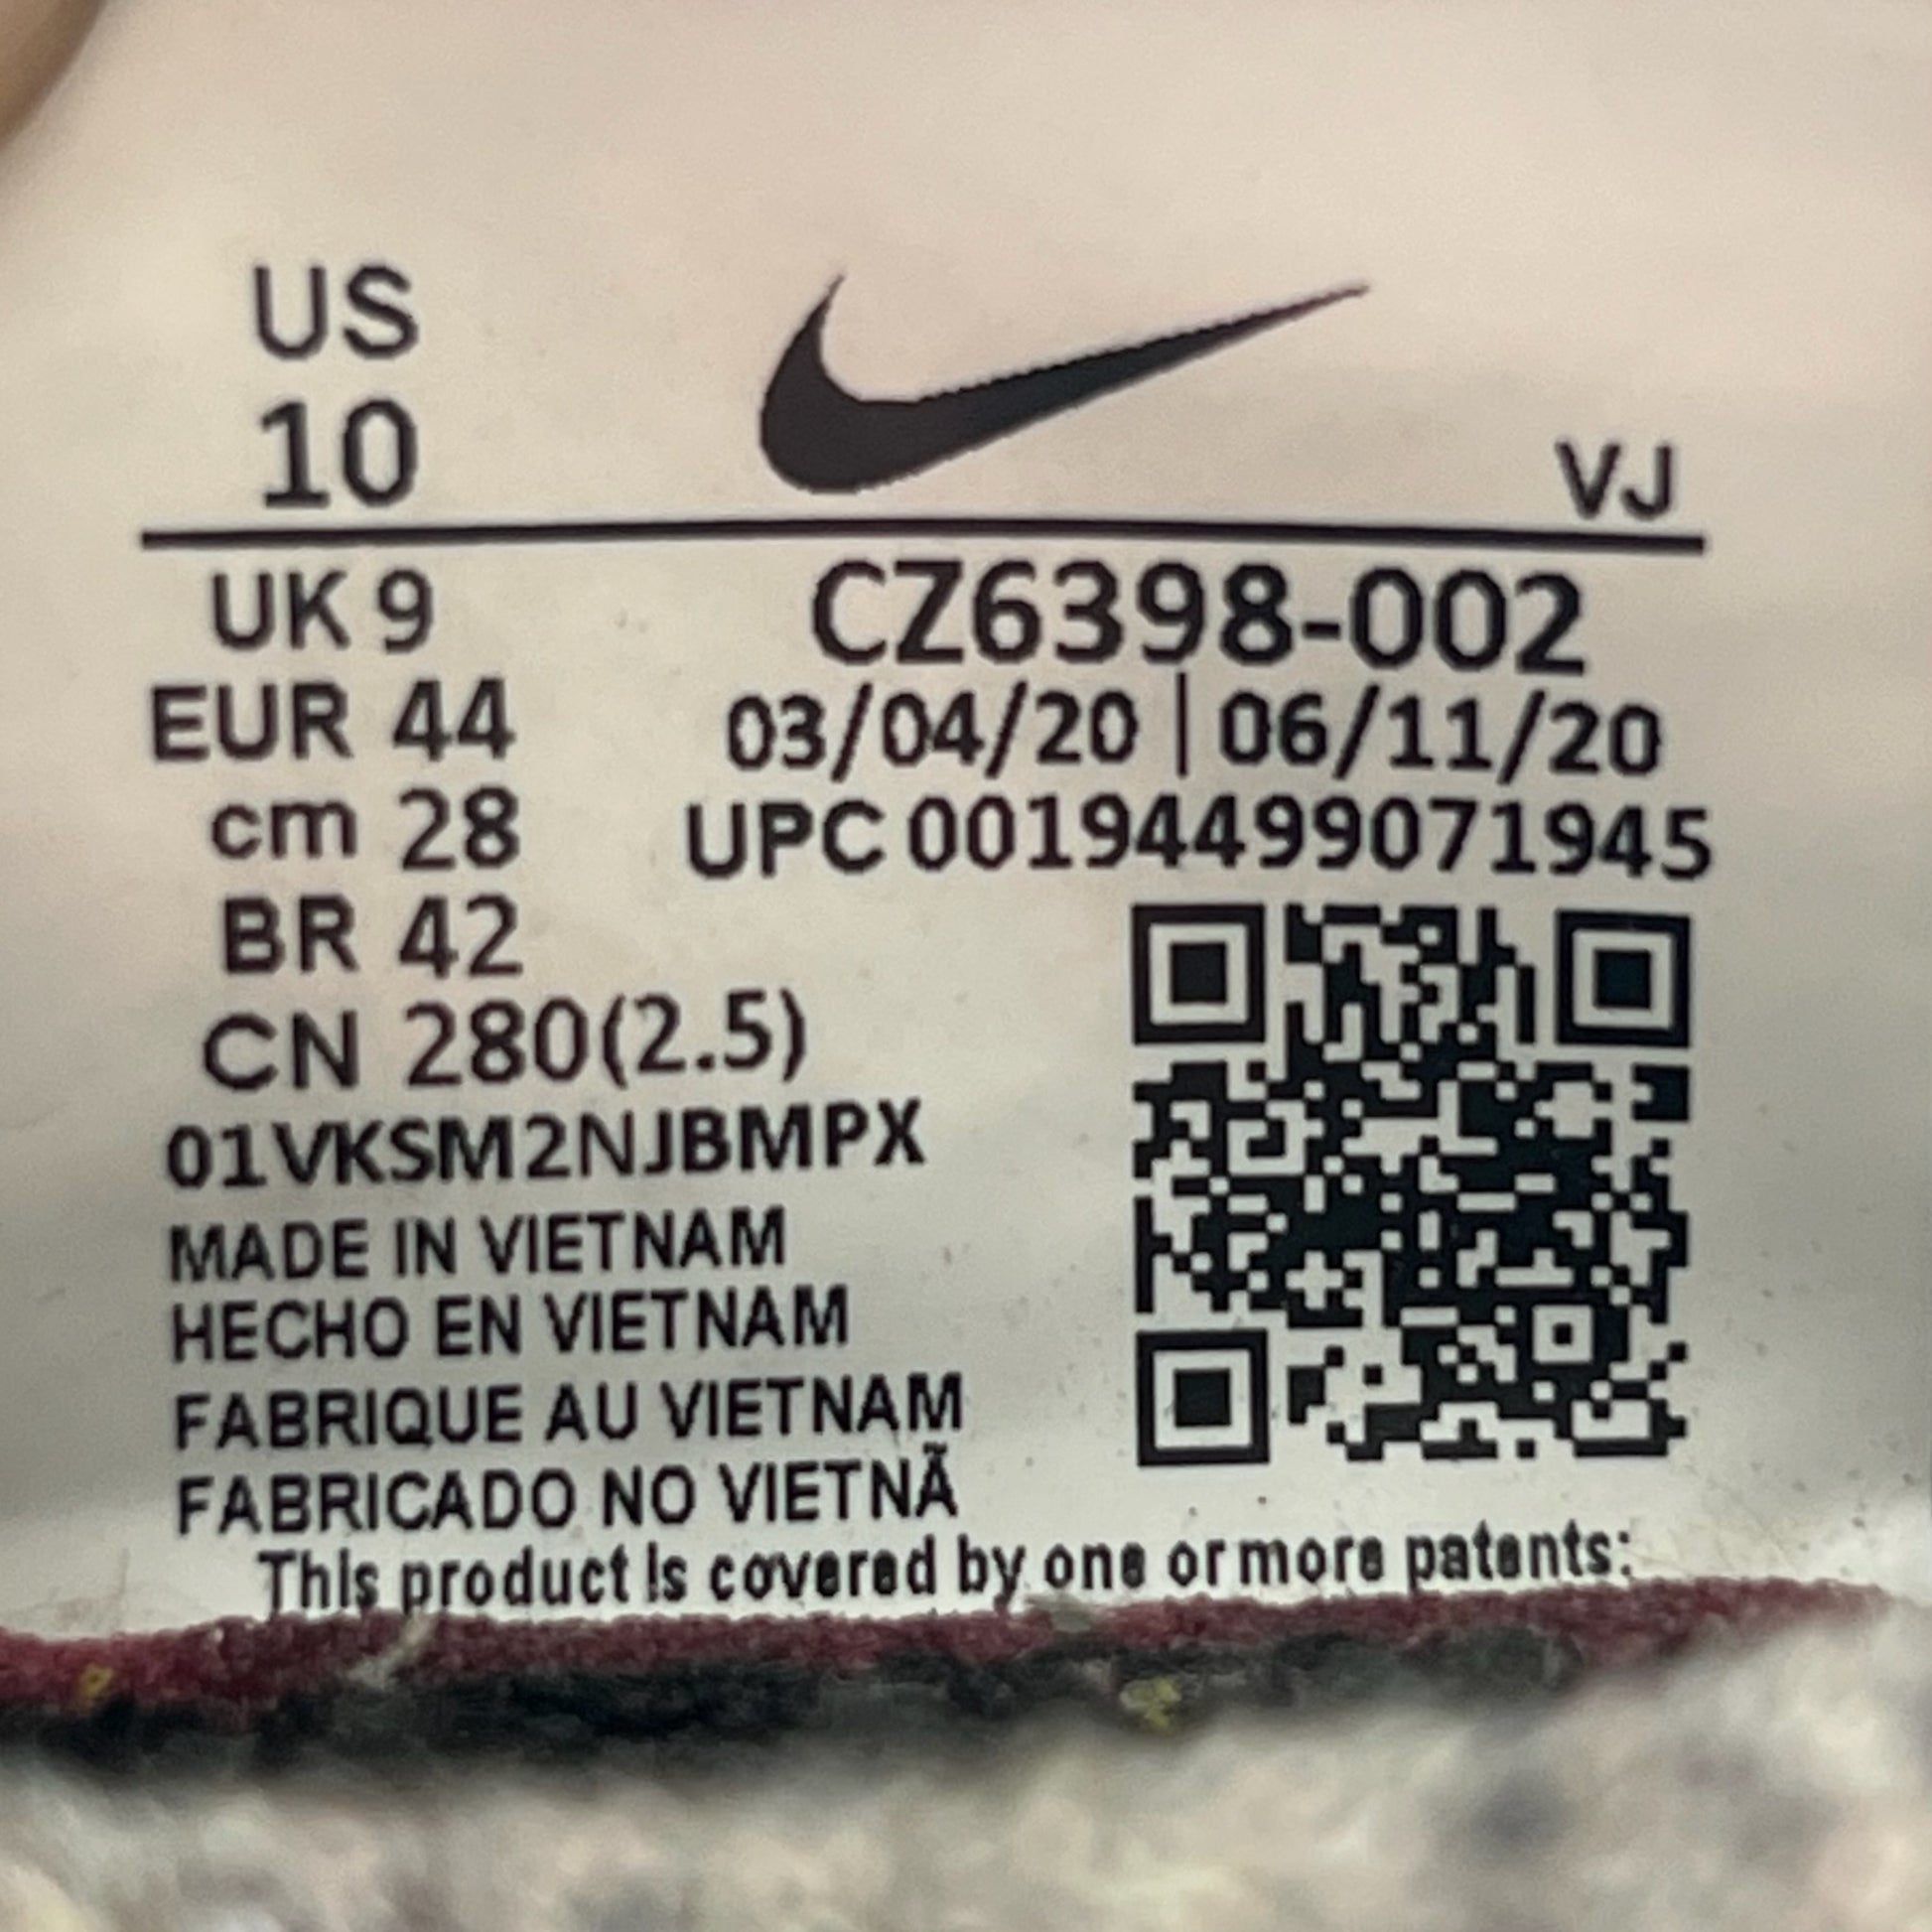 US
10
VJ
UK 9
EUR 44
cm 28
BR 42
CN 280(2.5)
CZ6398-002
03/04/20 | 06/11/20
UPC 00194499071945
01VKSM2NJBMPX
MADE IN VIETNAM
HECHO EN VIETNAM
FABRIQUE AU VIETNAM
FABRICADO NO VIETNÃ
This product is covered by one or more patents: